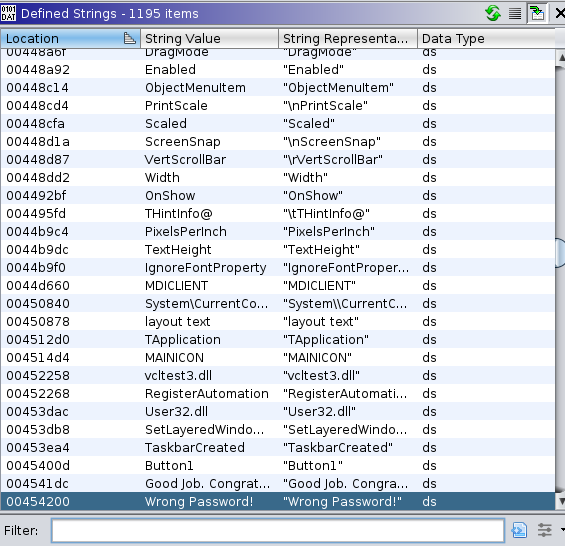 Defined Strings - 1195 items
Location String Value String Representa... Data Type
00448a6f DragMode "DragMode" ds
00448a92 Enabled "Enabled" ds
00448c14 ObjectMenuItem "ObjectMenuItem" ds
00448cd4 PrintScale "\nPrintScale" ds
00448cfa Scaled "Scaled" ds
00448d1a ScreenSnap "\nScreenSnap" ds
00448d87 VertScrollBar "\rVertScrollBar" ds
00448dd2 Width "Width" ds
004492bf OnShow "OnShow" ds
004495fd THintInfo@ "\tTHintInfo@" ds
0044b9c4 PixelsPerInch "PixelsPerInch" ds
0044b9dc TextHeight "TextHeight" ds
0044b9f0 IgnoreFontProperty "IgnoreFontProper... ds
0044d660 MDICLIENT "MDICLIENT" ds
00450840 System\CurrentCo... "System\\CurrentC... ds
00450878 layout text "layout text" ds
004512d0 TApplication "TApplication" ds
004514d4 MAINICON "MAINICON" ds
00452258 vcltest3.dll "vcltest3.dll" ds
00452268 RegisterAutomation "RegisterAutomati... ds
00453dac User32.dll "User32.dll" ds
00453db8 SetLayeredWindo... "SetLayeredWindo... ds
00453ea4 TaskbarCreated "TaskbarCreated" ds
0045400d Button1 "Button1" ds
004541dc Good Job. Congrat... "Good Job. Congra... ds
00454200 Wrong Password! "Wrong Password!" ds
Filter: